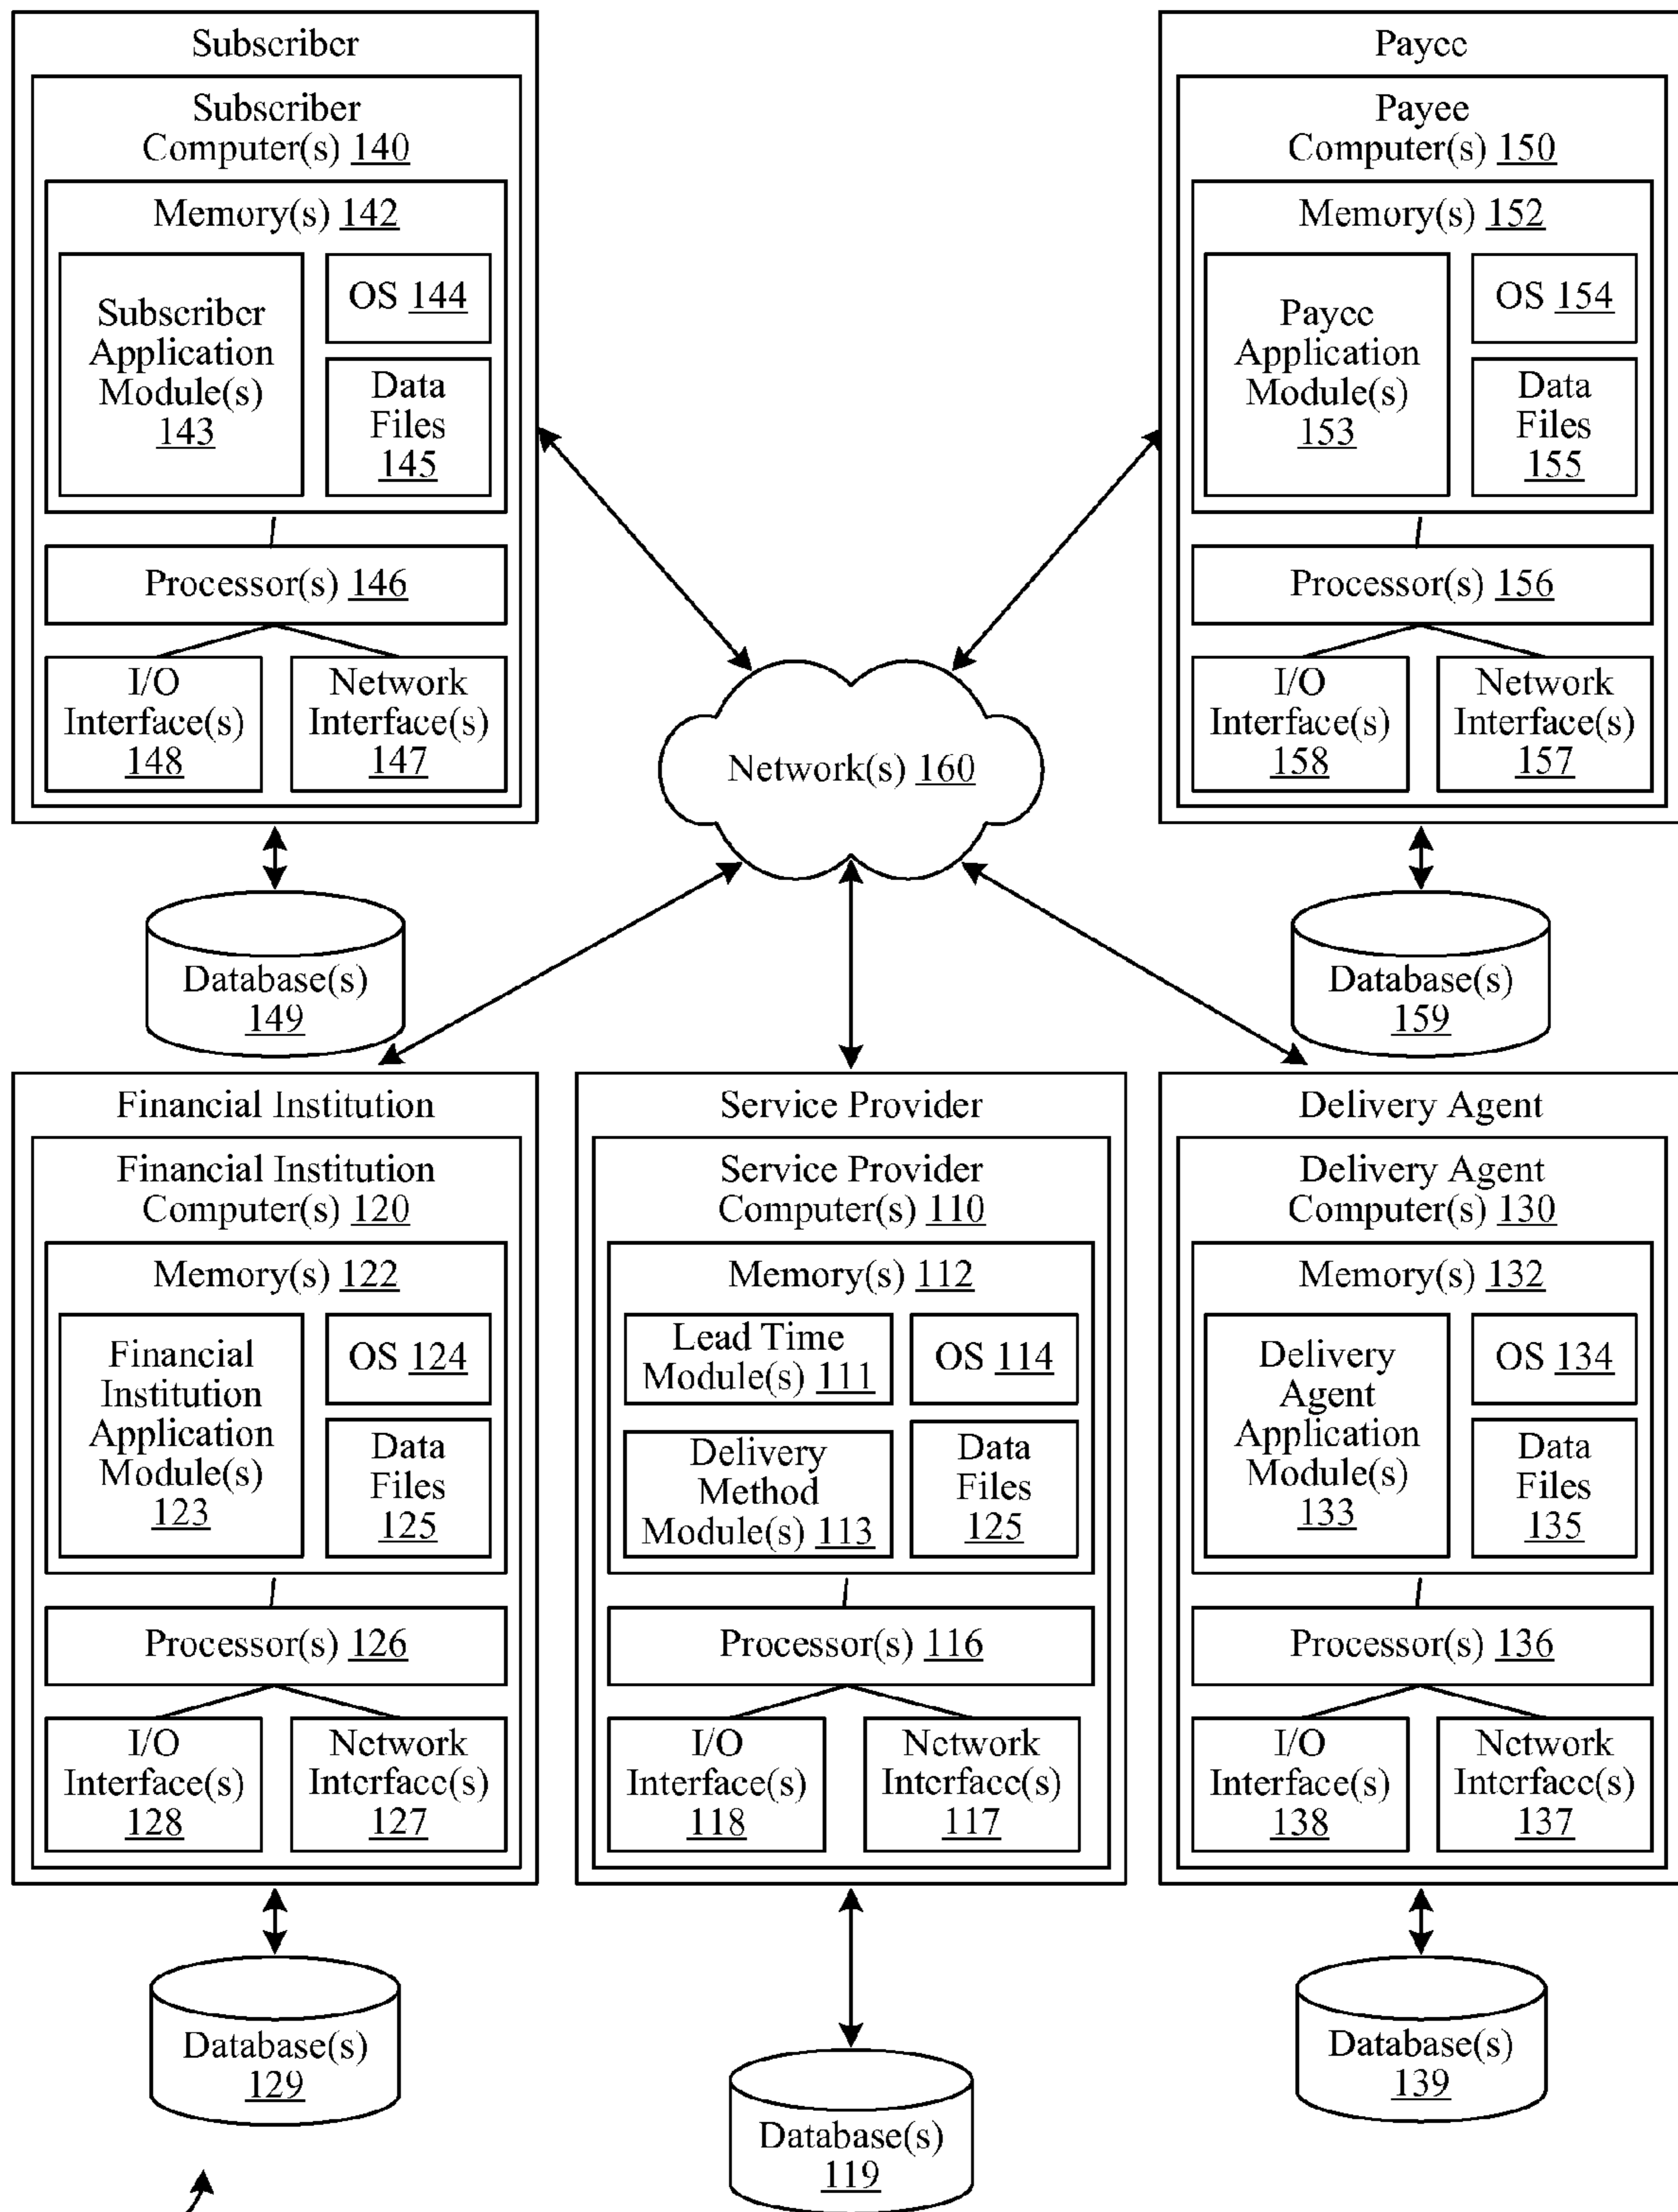 Subscriber
Subscriber
Computer(s) 140
Memory(s) 142
Subscriber
Application
Module(s)
143
OS 144
Data
Files
145
Processor(s) 146
I/O
Interface(s)
148
Network
Interface(s)
147
Database(s)
149
Payee
Payee
Computer(s) 150
Memory(s) 152
Payee
Application
Module(s)
153
OS 154
Data
Files
155
Processor(s) 156
I/O
Interface(s)
158
Network
Interface(s)
157
Database(s)
159
Network(s) 160
Financial Institution
Financial Institution
Computer(s) 120
Memory(s) 122
Financial
Institution
Application
Module(s)
123
OS 124
Data
Files
125
Processor(s) 126
I/O
Interface(s)
128
Network
Interface(s)
127
Database(s)
129
Service Provider
Service Provider
Computer(s) 110
Memory(s) 112
Lead Time
Module(s) 111
OS 114
Delivery
Method
Module(s) 113
Data
Files
125
Processor(s) 116
I/O
Interface(s)
118
Network
Interface(s)
117
Database(s)
119
Delivery Agent
Delivery Agent
Computer(s) 130
Memory(s) 132
Delivery
Agent
Application
Module(s)
133
OS 134
Data
Files
135
Processor(s) 136
I/O
Interface(s)
138
Network
Interface(s)
137
Database(s)
139